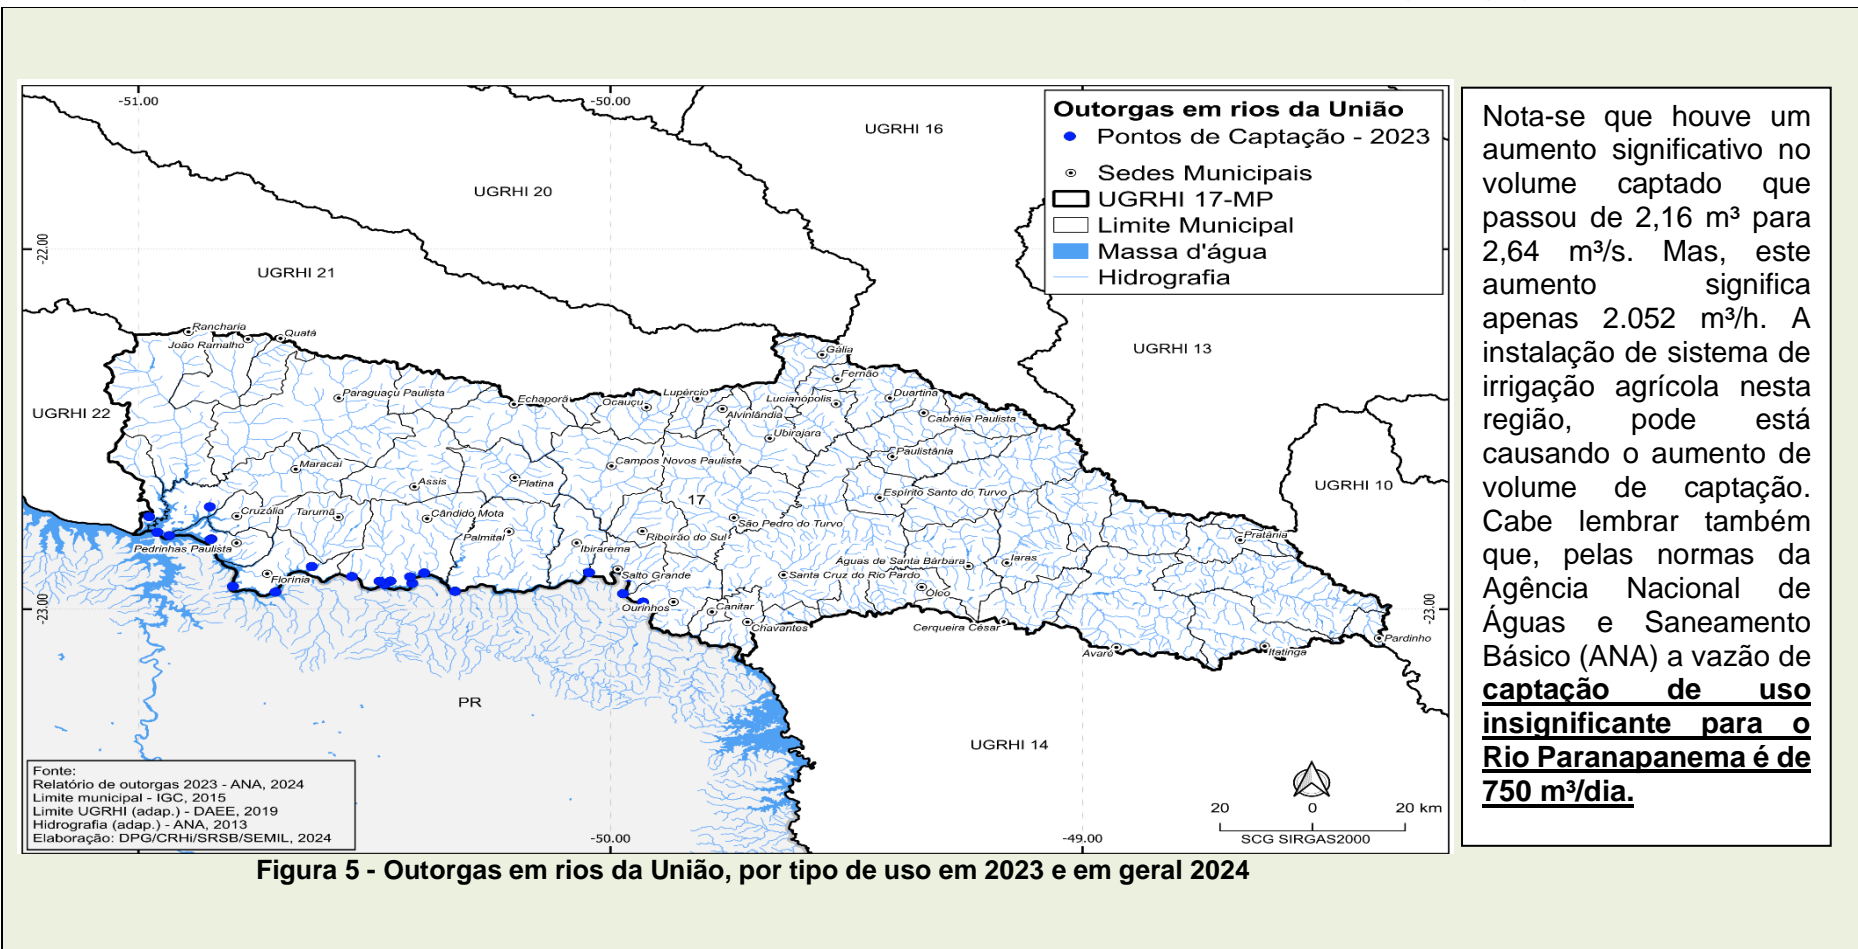 -51.00
-50.00
Outorgas em rios da União
Pontos de Captação - 2023
Sedes Municipais
UGRHI 17-MP
Limite Municipal
Massa d'água
Hidrografia
UGRHI 16
UGRHI 20
-22.00
-22.00
UGRHI 21
UGRHI 13
UGRHI 22
UGRHI 10
Rancharia
Quatá
João Ramalho
Gália
Fernão
Paraguaçu Paulista
Echaporã
Ocauçu
Lupércio
Alvinlândia
Lucianópolis
Duartina
Cabrália Paulista
Ubirajara
Paulistânia
Maracaí
Campos Novos Paulista
Assis
Platina
17
Espírito Santo do Turvo
Cruzália
Tarumã
Cândido Mota
São Pedro do Turvo
Palmital
Ribeirão do Sul
Pratânia
Pedrinhas Paulista
Ibirarema
Águas de Santa Bárbara
Iaras
Florínia
Salto Grande
Santa Cruz do Rio Pardo
Óleo
Ourinhos
Canitar
Chavantes
Cerqueira César
Avaré
Itatinga
Pardinho
-23.00
-23.00
PR
UGRHI 14
Fonte:
Relatório de outorgas 2023 - ANA, 2024
Limite municipal - IGC, 2015
Limite UGRHI (adap.) - DAEE, 2019
Hidrografia (adap.) - ANA, 2013
Elaboração: DPG/CRHi/SRSB/SEMIL, 2024
-50.00
-49.00
20 0 20 km
SCG SIRGAS2000
Nota-se que houve um
aumento significativo no
volume captado que
passou de 2,16 m³ para
2,64 m³/s. Mas, este
aumento significa
apenas 2.052 m³/h. A
instalação de sistema de
irrigação agrícola nesta
região, pode está
causando o aumento de
volume de captação.
Cabe lembrar também
que, pelas normas da
Agência Nacional de
Águas e Saneamento
Básico (ANA) a vazão de
captação de uso
insignificante para o
Rio Paranapanema é de
750 m³/dia.
Figura 5 - Outorgas em rios da União, por tipo de uso em 2023 e em geral 2024